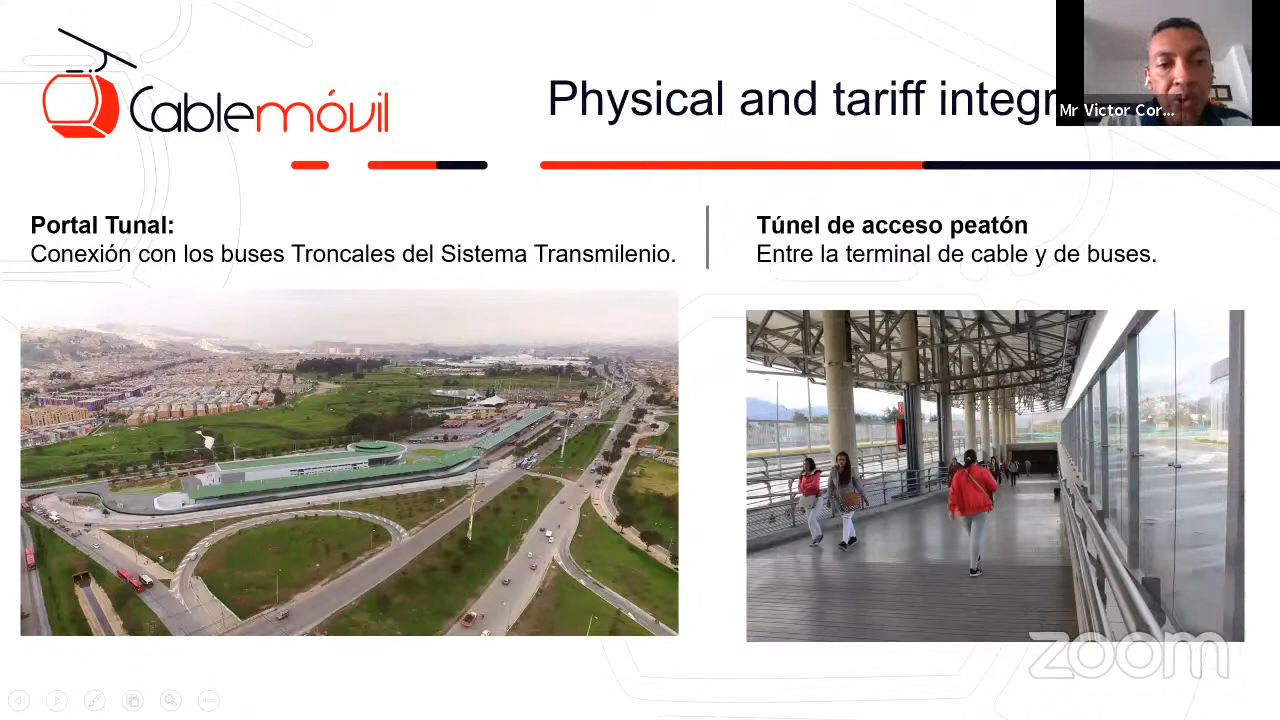 Cablemóvil
Physical and tariff integr
Mr Victor Cor...
Portal Tunal:
Conexión con los buses Troncales del Sistema Transmilenio.
Túnel de acceso peatón
Entre la terminal de cable y de buses.
zoom